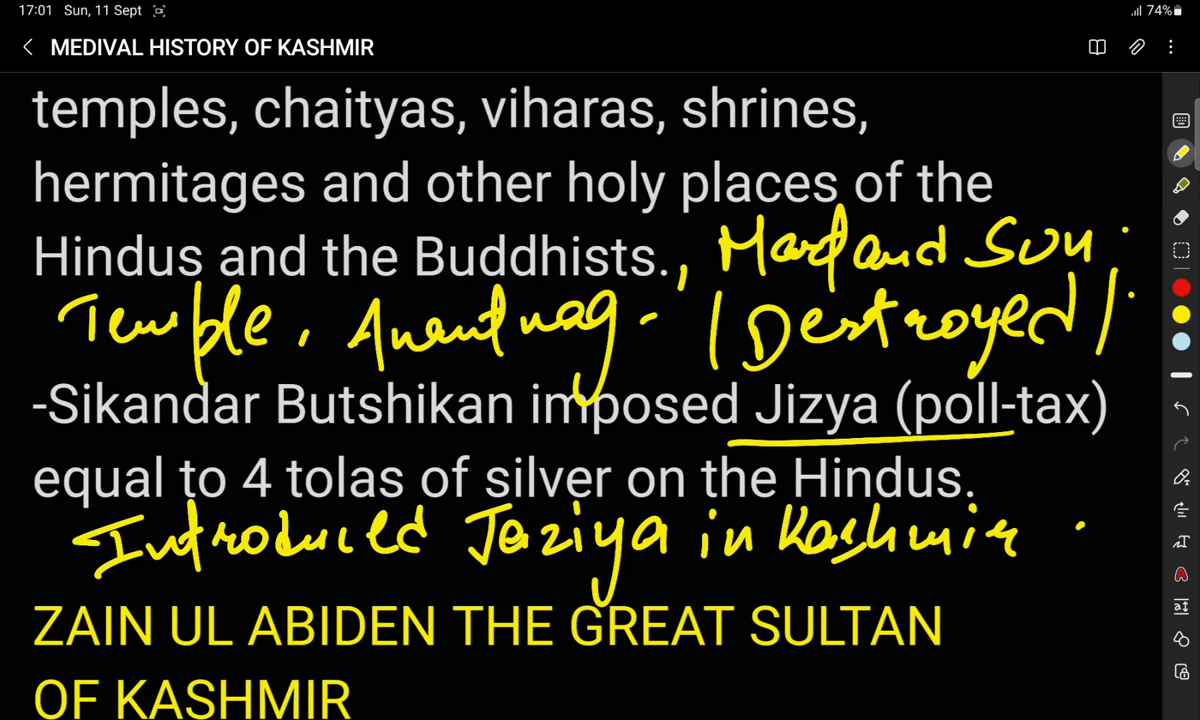 17:01 Sun, 11 Sept 74%
MEDIVAL HISTORY OF KASHMIR
temples, chaityas, viharas, shrines,
hermitages and other holy places of the
Hindus and the Buddhists. , Martand Sun
Temple, Anantnag. (Destroyed)
-Sikandar Butshikan imposed Jizya (poll-tax)
equal to 4 tolas of silver on the Hindus.
Introduced Jaziya in Kashmir.
ZAIN UL ABIDEN THE GREAT SULTAN
OF KASHMIR